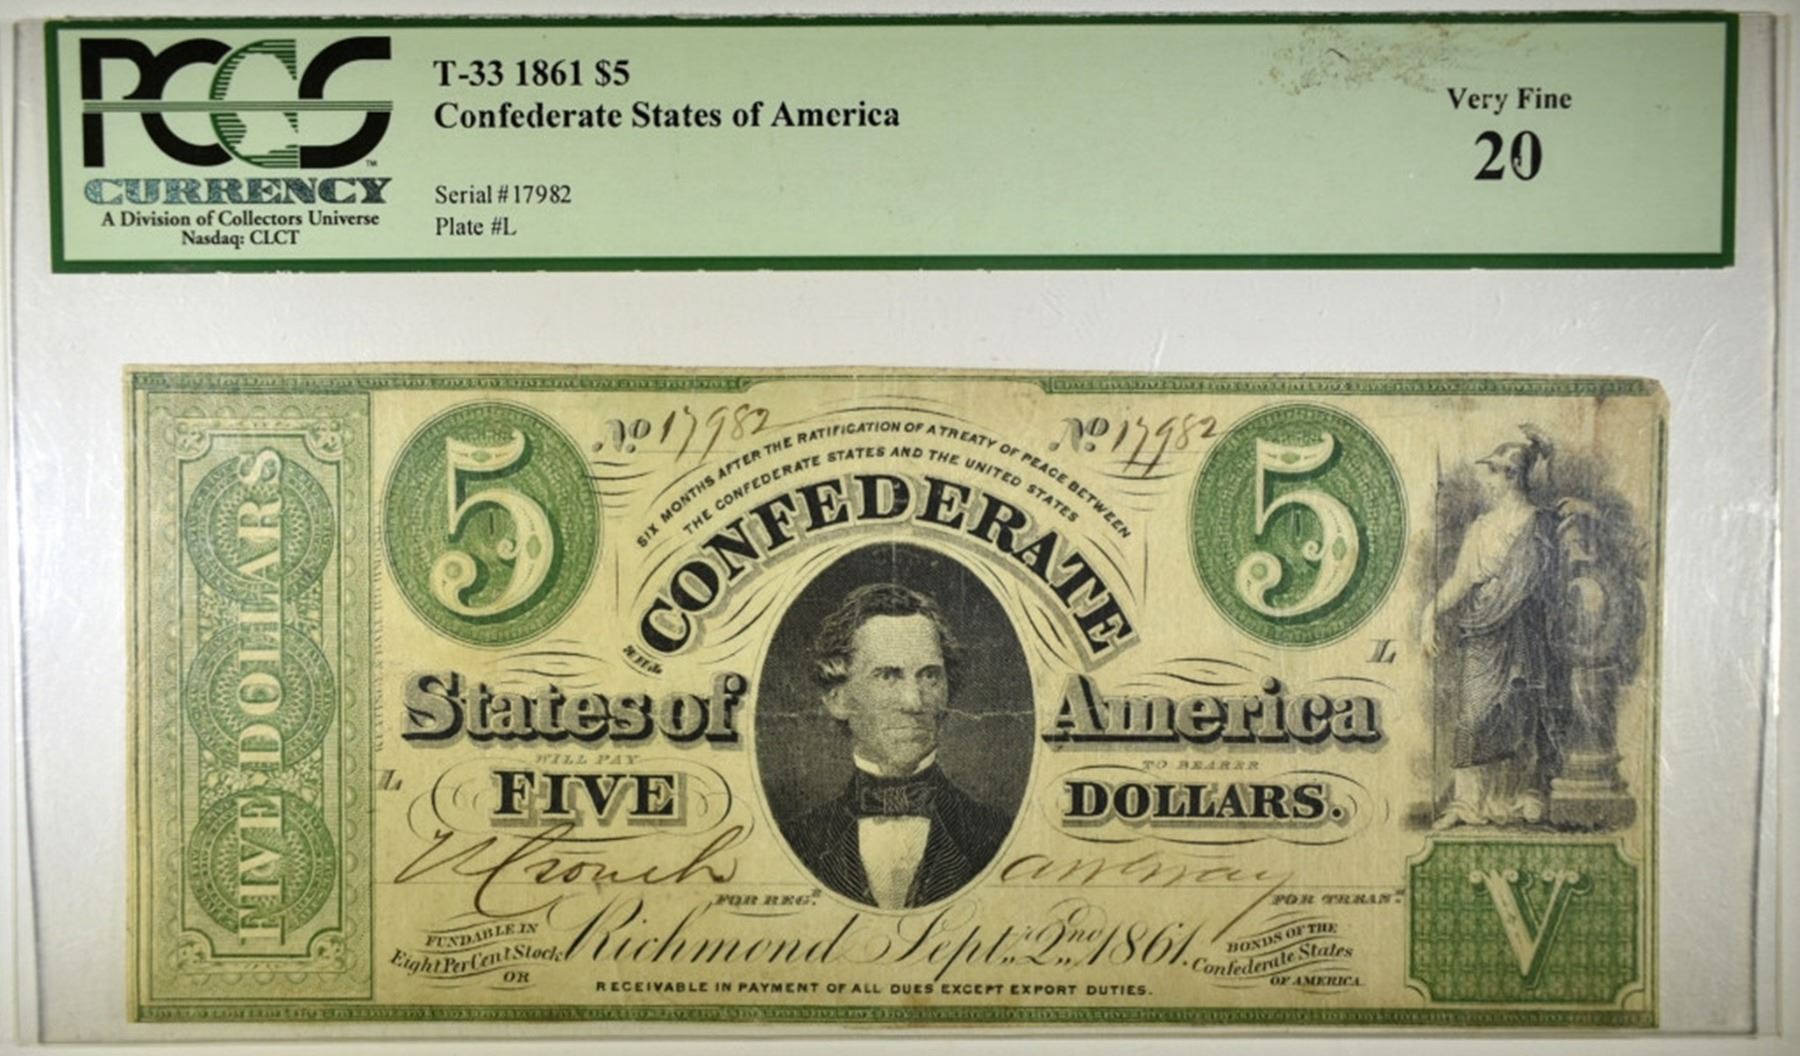 PCGS
T-33 1861 $5
Confederate States of America
Very Fine
20
CURRENCY
A Division of Collectors Universe
Nasdaq: CLCT
Serial #17982
Plate #L
FIVE DOLLARS
5
No 17982
No 17982
5
SIX MONTHS AFTER THE RATIFICATION OF A TREATY OF PEACE BETWEEN
THE CONFEDERATE STATES AND THE UNITED STATES
THE
CONFEDERATE
L
States of America
WILL PAY
TO BEARER
L
FIVE
DOLLARS.
FOR REGR
FOR TREASR
V
FUNDABLE IN
Eight Per Cent Stock
OR
Richmond Sept. 2nd 1861.
BONDS OF THE
Confederate States
OF AMERICA
RECEIVABLE IN PAYMENT OF ALL DUES EXCEPT EXPORT DUTIES.